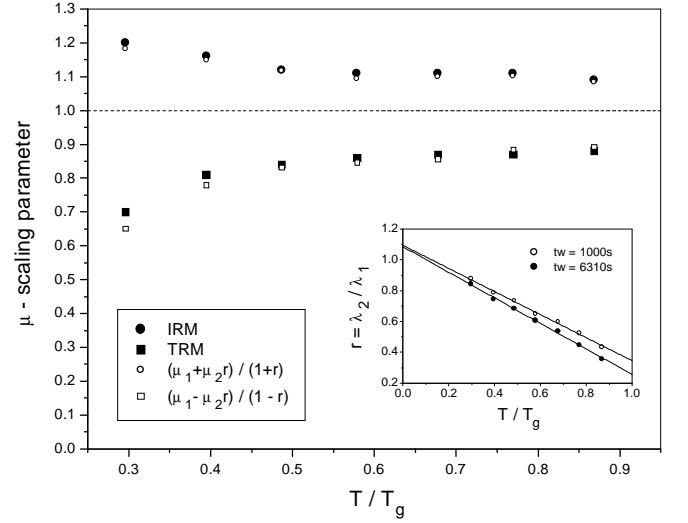 1.3
1.2
1.1
1.0
0.9
0.8
0.7
0.6
0.5
0.4
0.3
0.2
0.1
0.0
μ - scaling parameter
0.3 0.4 0.5 0.6 0.7 0.8 0.9
T / Tg
IRM
TRM
(μ1+μ2r) / (1+r)
(μ1- μ2r) / (1 - r)
1.2
1.0
0.8
0.6
0.4
0.2
r = λ2 / λ1
tw = 1000s
tw = 6310s
0.0 0.2 0.4 0.6 0.8 1.0
T / Tg